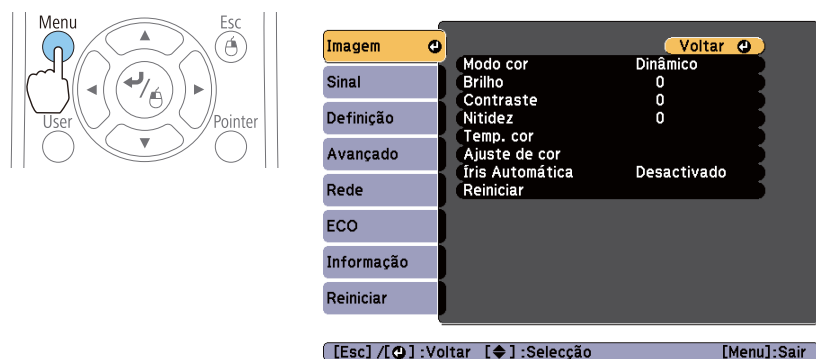 Menu
Esc
User
Pointer
Imagem
Voltar
Modo cor Dinâmico
Brilho 0
Contraste 0
Nitidez 0
Temp. cor
Ajuste de cor
Íris Automática Desactivado
Reiniciar
Sinal
Definição
Avançado
Rede
ECO
Informação
Reiniciar
[Esc] /[ ] :Voltar [ ] :Selecção [Menu]:Sair